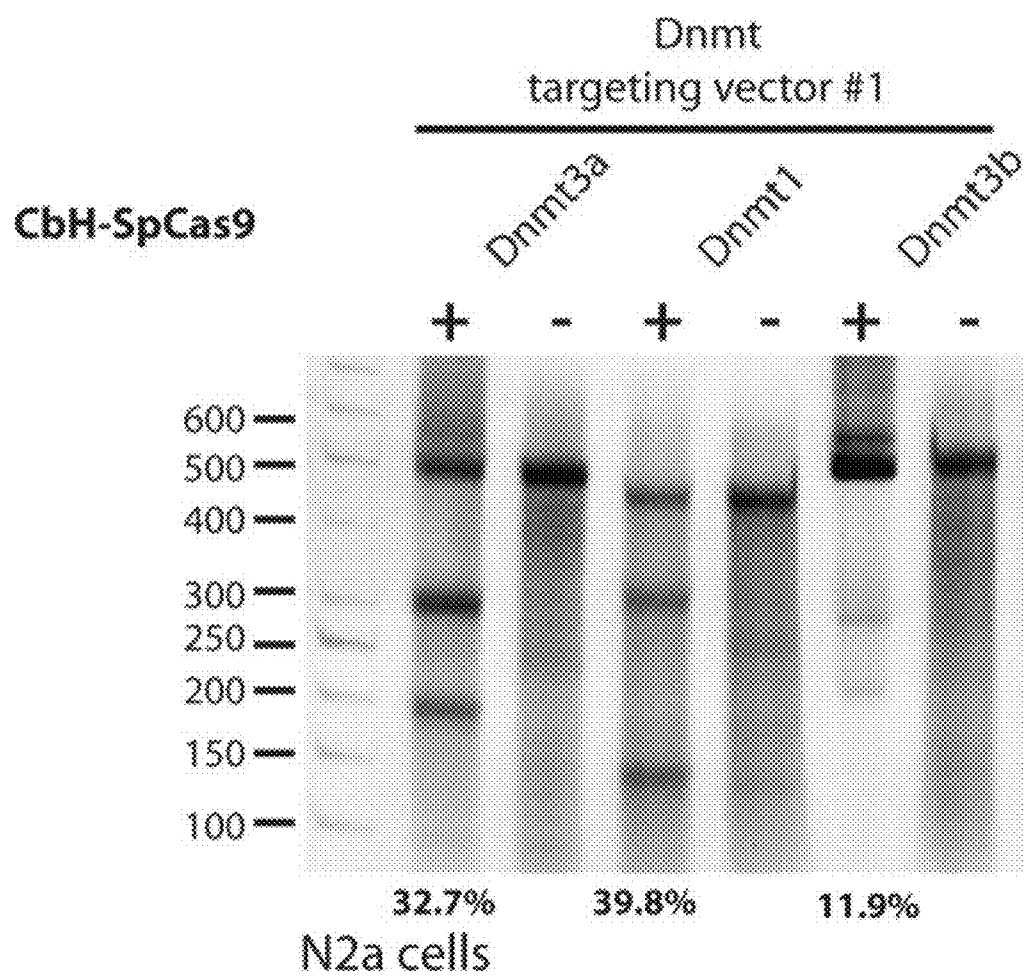 Dnmt
targeting vector #1
CbH-SpCas9
Dnmt3a
Dnmt1
Dnmt3b
+ - + - + -
600
500
400
300
250
200
150
100
32.7% 39.8% 11.9%
N2a cells